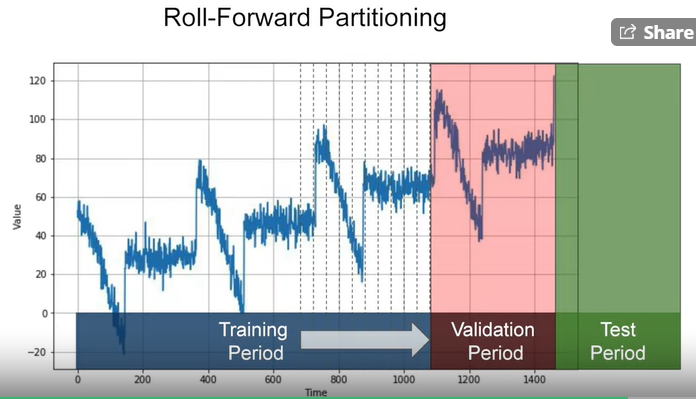 Roll-Forward Partitioning
Share
120
100
80
60
40
20
0
−20
Value
Training
Period
Validation
Period
Test
Period
0
200
400
600
800
1000
1200
1400
Time